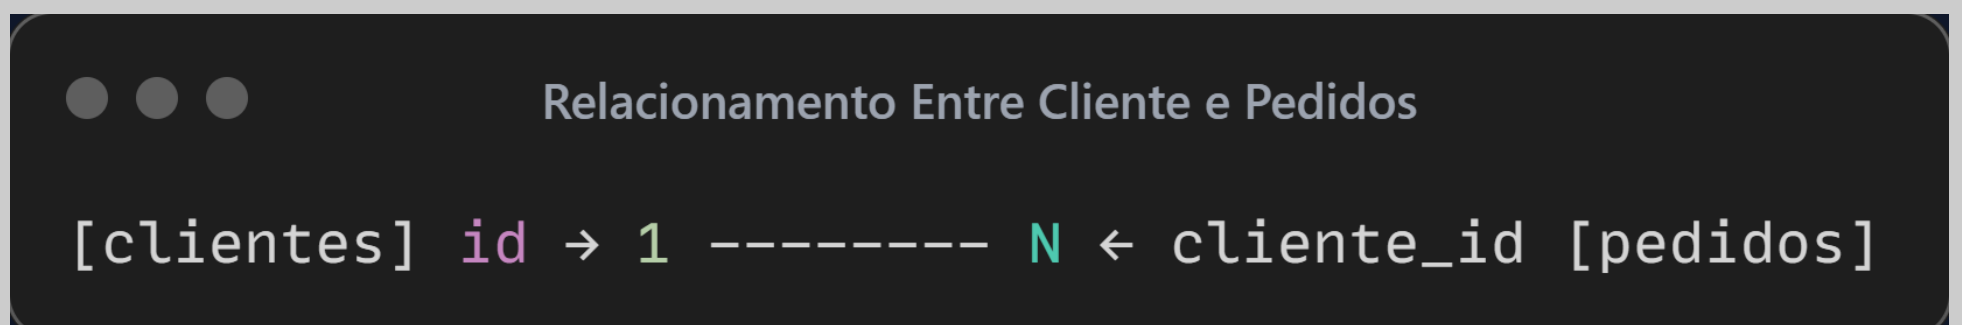 Relacionamento Entre Cliente e Pedidos
[clientes] id → 1 -------- N ← cliente_id [pedidos]